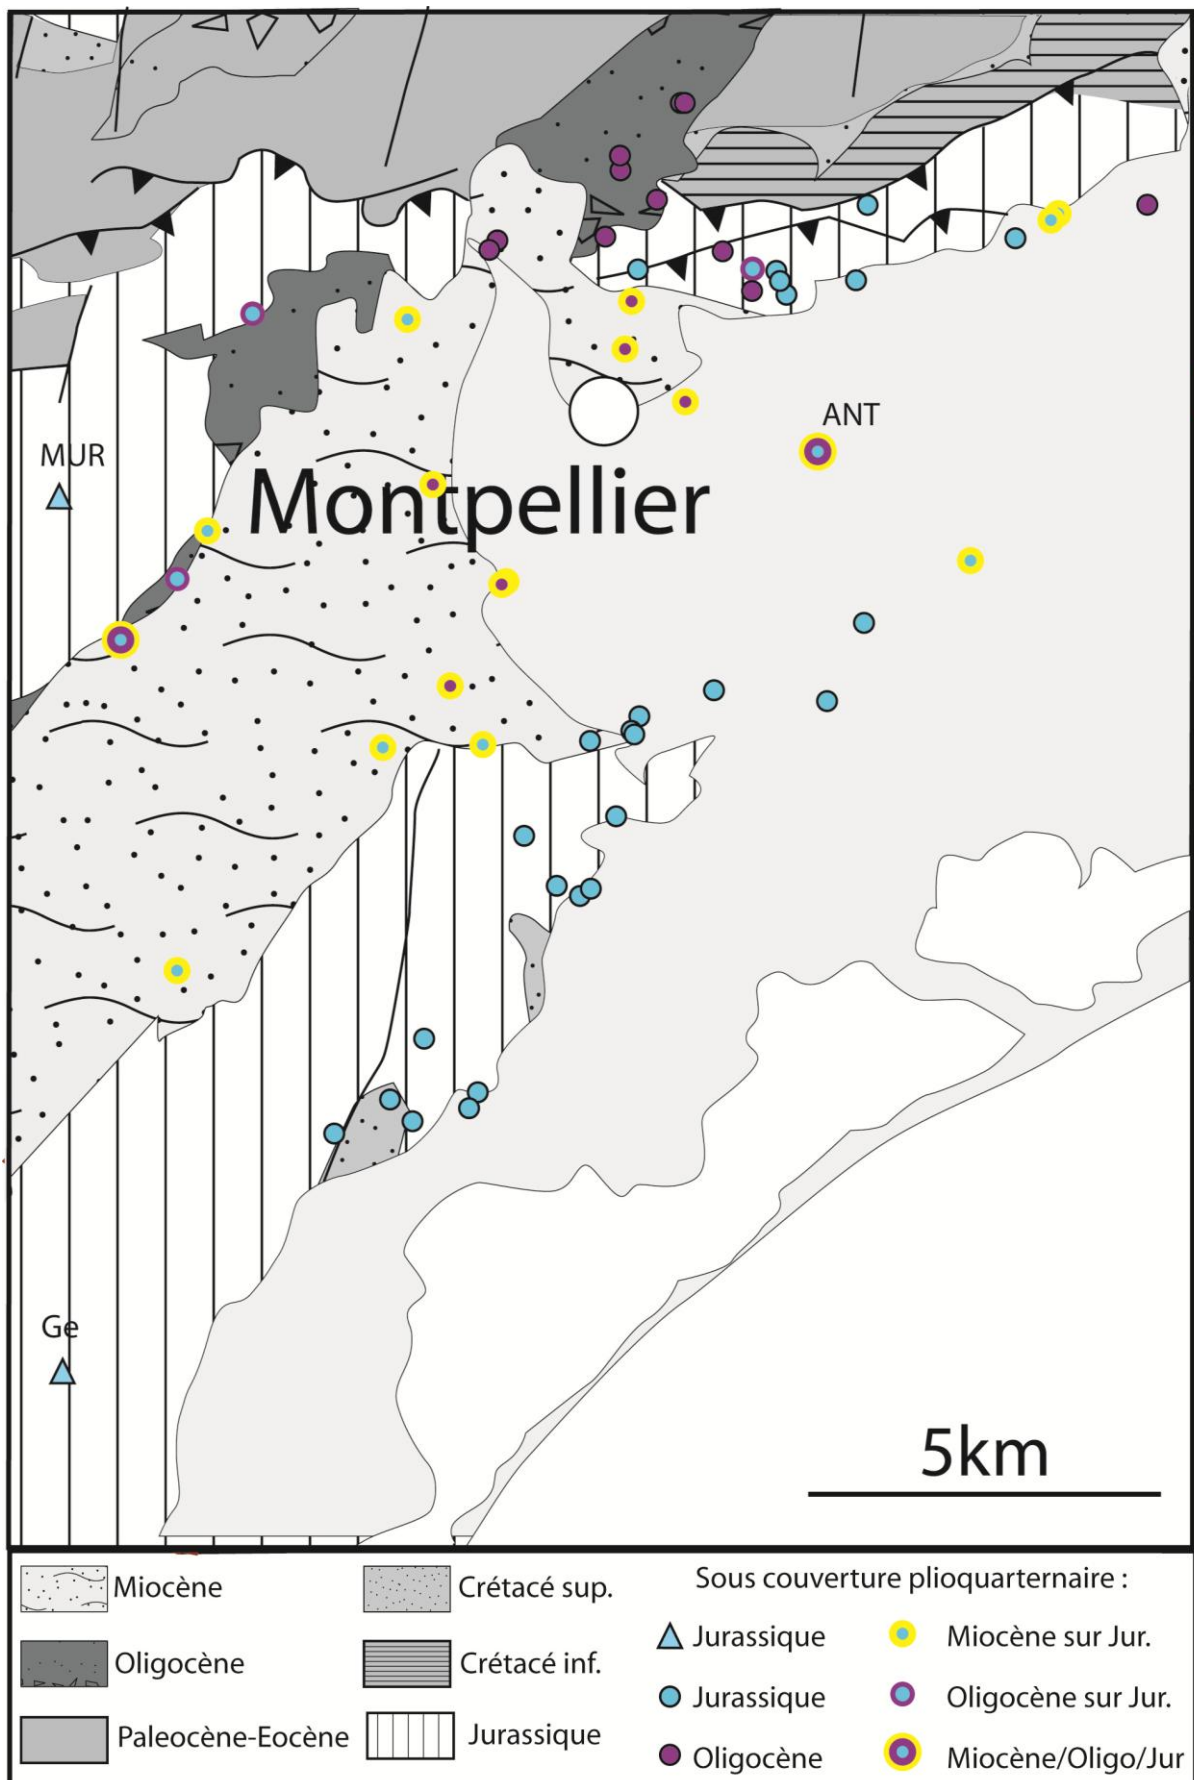 ANT
MUR
Montpellier
Ge
5km
Miocène
Crétacé sup.
Sous couverture plioquarternaire :
Jurassique
Miocène sur Jur.
Oligocène
Crétacé inf.
Jurassique
Oligocène sur Jur.
Paleocène-Eocène
Jurassique
Oligocène
Miocène/Oligo/Jur